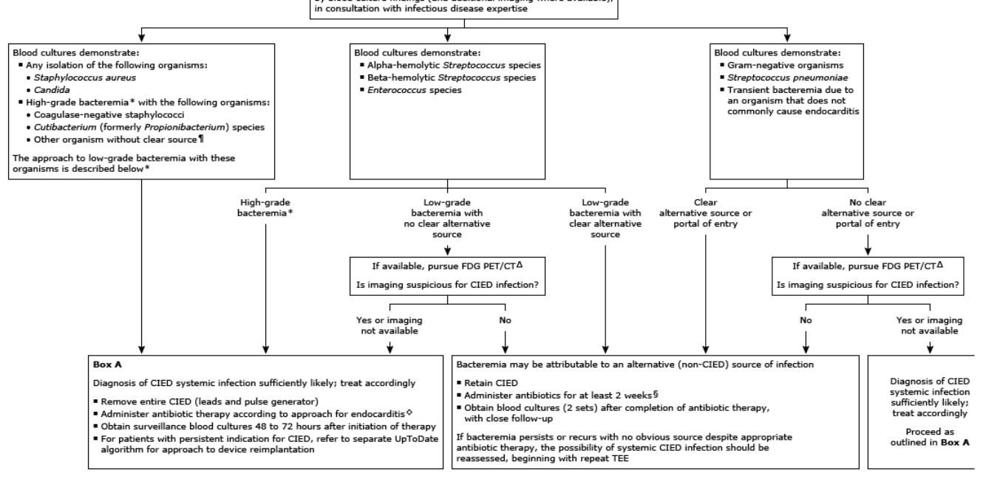 by blood culture findings (and additional imaging where available),
in consultation with infectious disease expertise
Blood cultures demonstrate:
▪ Any isolation of the following organisms:
• Staphylococcus aureus
• Candida
▪ High-grade bacteremia* with the following organisms:
• Coagulase-negative staphylococci
• Cutibacterium (formerly Propionibacterium) species
• Other organism without clear source¶
The approach to low-grade bacteremia with these
organisms is described below*
Blood cultures demonstrate:
▪ Alpha-hemolytic Streptococcus species
▪ Beta-hemolytic Streptococcus species
▪ Enterococcus species
Blood cultures demonstrate:
▪ Gram-negative organisms
▪ Streptococcus pneumoniae
▪ Transient bacteremia due to
an organism that does not
commonly cause endocarditis
High-grade
bacteremia*
Low-grade
bacteremia with
no clear alternative
source
Low-grade
bacteremia with
clear alternative
source
Clear
alternative source or
portal of entry
No clear
alternative source or
portal of entry
If available, pursue FDG PET/CTΔ
Is imaging suspicious for CIED infection?
If available, pursue FDG PET/CTΔ
Is imaging suspicious for CIED infection?
Yes or imaging
not available
No
No
Yes or imaging
not available
Box A
Diagnosis of CIED systemic infection sufficiently likely; treat accordingly
▪ Remove entire CIED (leads and pulse generator)
▪ Administer antibiotic therapy according to approach for endocarditis◇
▪ Obtain surveillance blood cultures 48 to 72 hours after initiation of therapy
▪ For patients with persistent indication for CIED, refer to separate UpToDate
algorithm for approach to device reimplantation
Bacteremia may be attributable to an alternative (non-CIED) source of infection
▪ Retain CIED
▪ Administer antibiotics for at least 2 weeks§
▪ Obtain blood cultures (2 sets) after completion of antibiotic therapy,
with close follow-up
If bacteremia persists or recurs with no obvious source despite appropriate
antibiotic therapy, the possibility of systemic CIED infection should be
reassessed, beginning with repeat TEE
Diagnosis of CIED
systemic infection
sufficiently likely;
treat accordingly
Proceed as
outlined in Box A